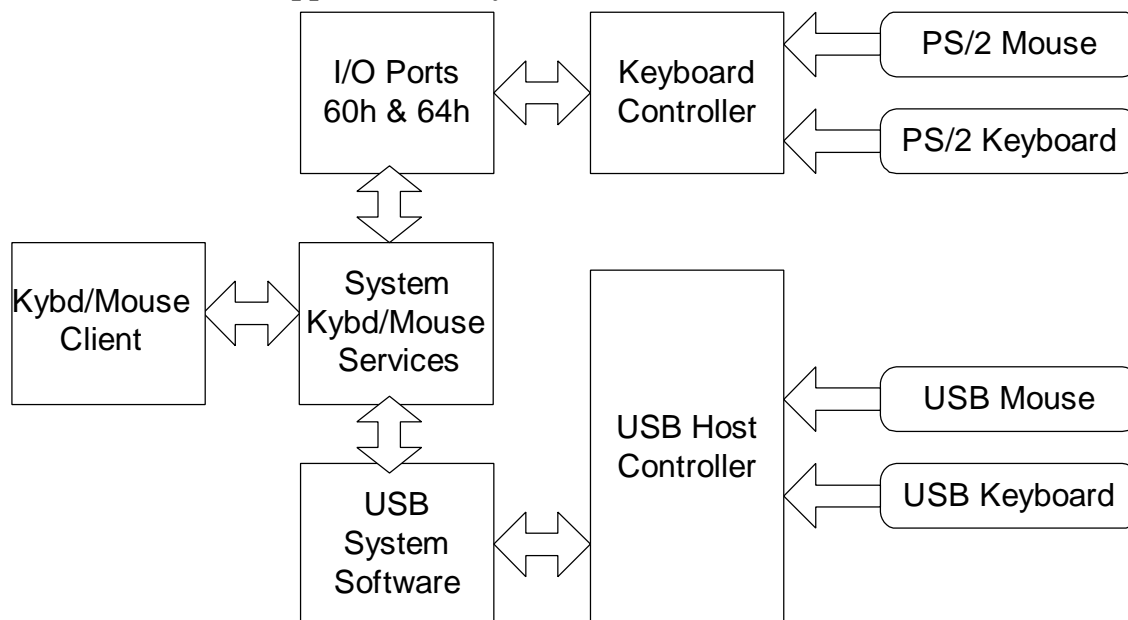 I/O Ports
60h & 64h
Keyboard
Controller
PS/2 Mouse
PS/2 Keyboard
Kybd/Mouse
Client
System
Kybd/Mouse
Services
USB Host
Controller
USB Mouse
USB Keyboard
USB
System
Software